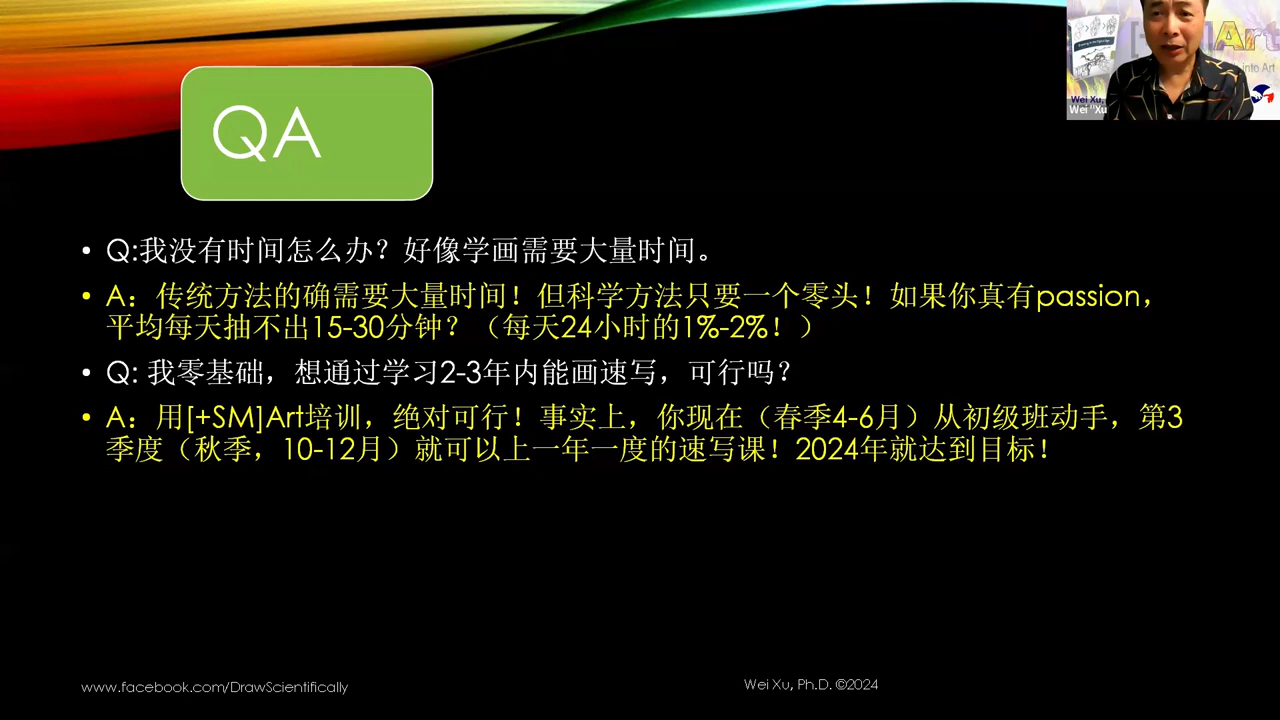 QA
• Q:我没有时间怎么办？好像学画需要大量时间。
• A：传统方法的确需要大量时间！但科学方法只要一个零头！如果你真有passion，
平均每天抽不出15-30分钟？（每天24小时的1%-2%！）
• Q: 我零基础，想通过学习2-3年内能画速写，可行吗？
• A：用[+SM]Art培训，绝对可行！事实上，你现在（春季4-6月）从初级班动手，第3
季度（秋季，10-12月）就可以上一年一度的速写课！2024年就达到目标！
www.facebook.com/DrawScientifically
Wei Xu, Ph.D. ©2024
Art
into Art
Wei Xu,
Wei "Xu